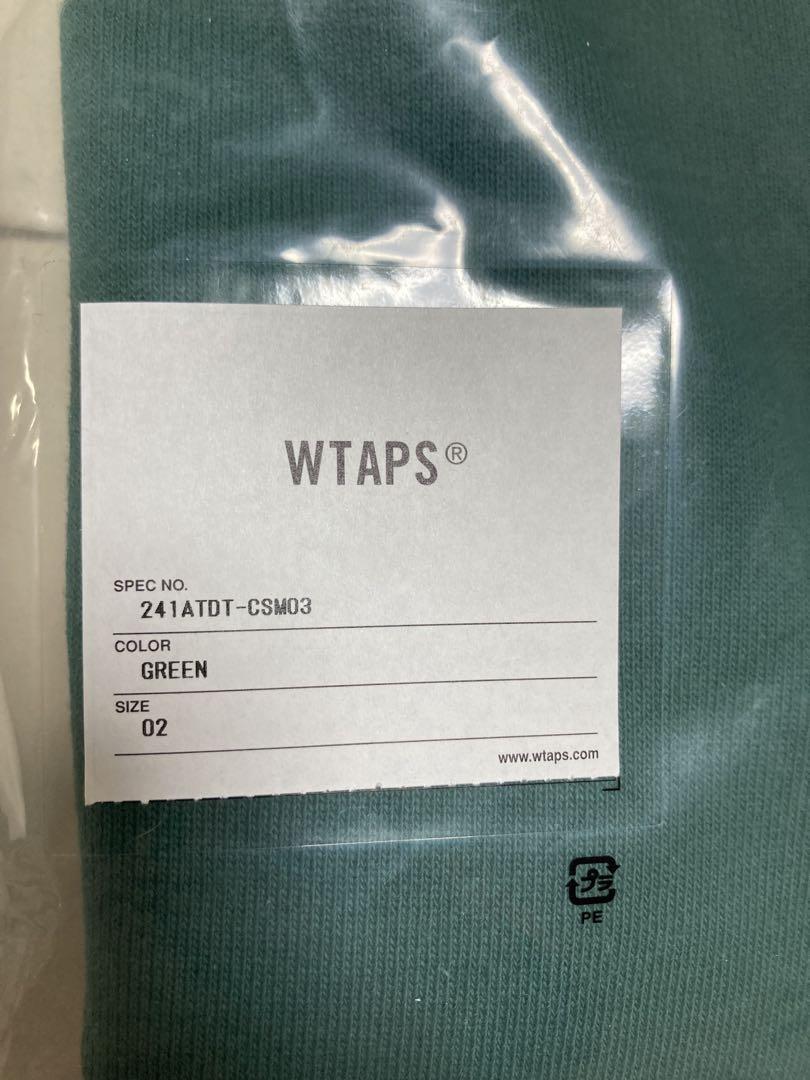 WTAPS®
SPEC NO.
241ATDT-CSM03
COLOR
GREEN
SIZE
02
www.wtaps.com
プラ
PE